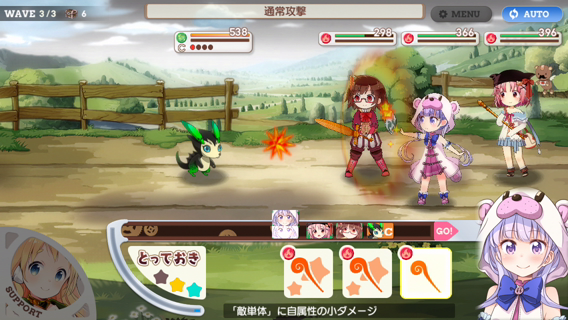 WAVE 3/3 6
通常攻撃
MENU
AUTO
538
C
298
366
396
C
GO!
とっておき
SUPPORT
「敵単体」に自属性の小ダメージ